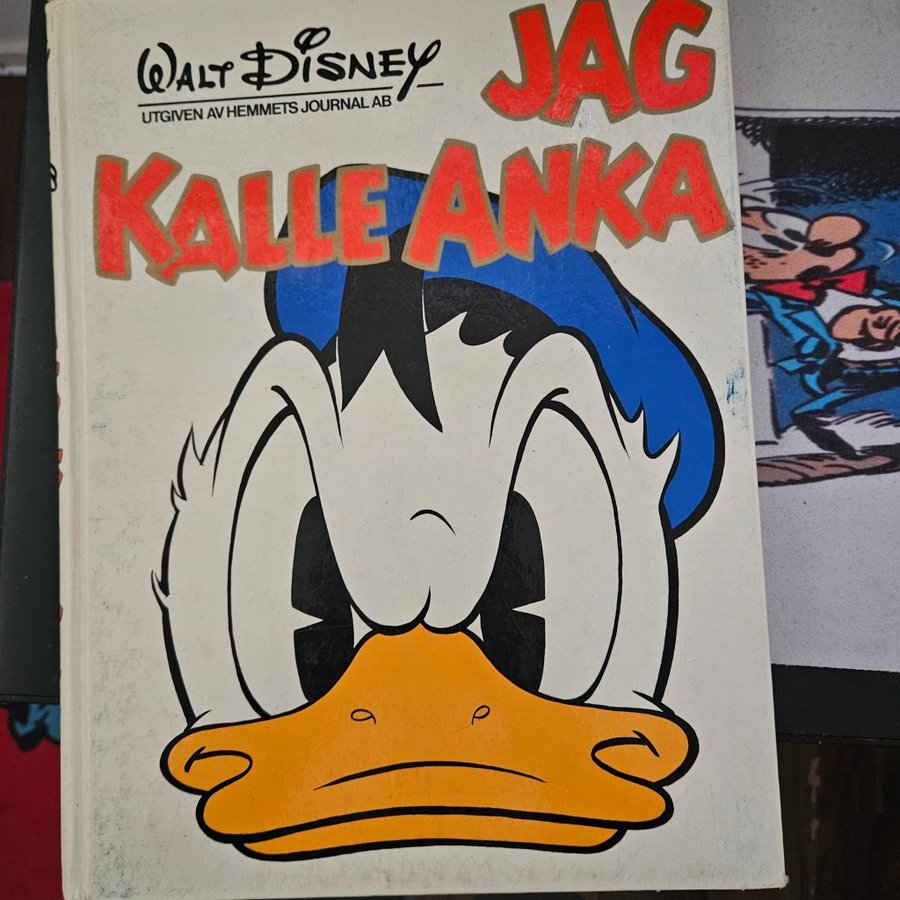 WALT DISNEY
UTGIVEN AV HEMMETS JOURNAL AB
JAG
KALLE ANKA